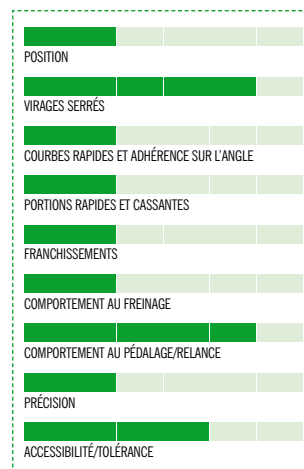 POSITION
VIRAGES SERRÉS
COURBES RAPIDES ET ADHÉRENCE SUR L'ANGLE
PORTIONS RAPIDES ET CASSANTES
FRANCHISSEMENTS
COMPORTEMENT AU FREINAGE
COMPORTEMENT AU PÉDALAGE/RELANCE
PRÉCISION
ACCESSIBILITÉ/TOLÉRANCE